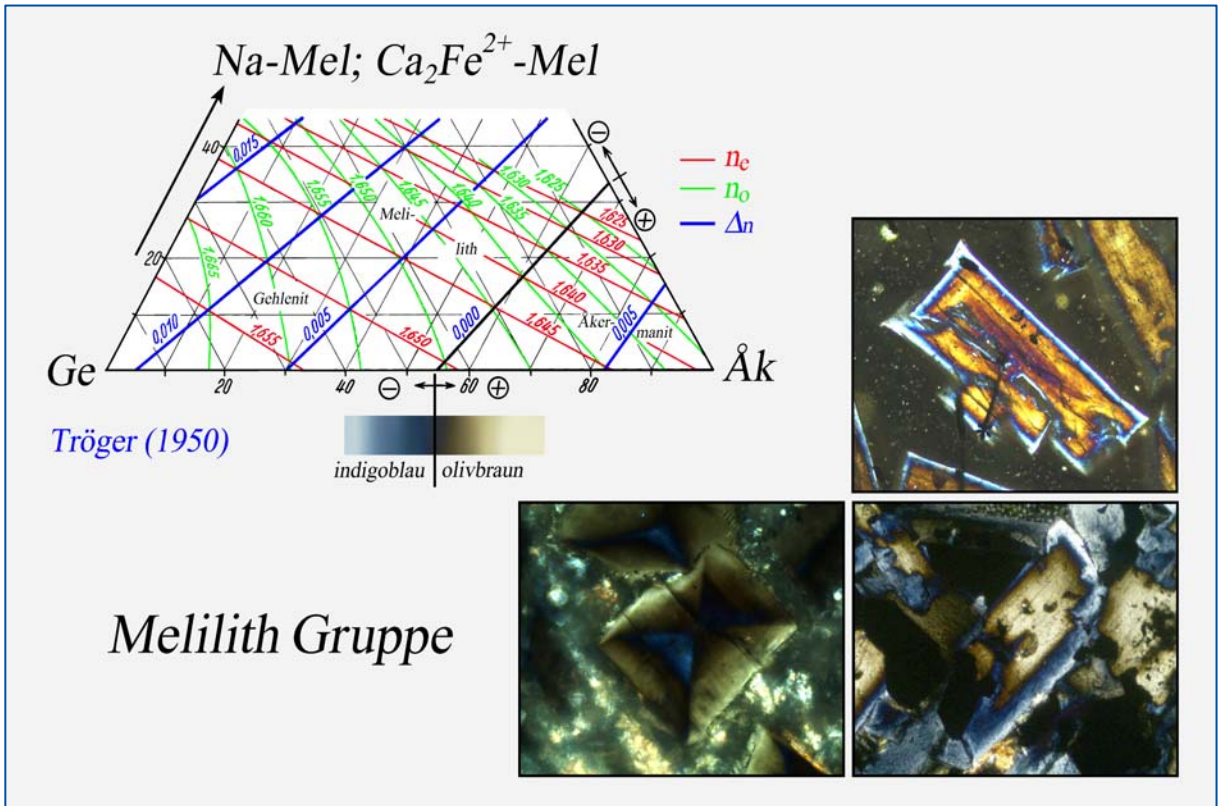 Na-Mel; Ca₂Fe²⁺-Mel
40
0,015
1,660
1,655
1,650
1,645
1,640
1,630
1,635
1,625
⊖
⊕
n_e
n_o
Δn
Meli-
lith
1,625
1,630
1,635
1,640
1,645
20
1,665
Gehlenit
0,010
1,655
0,005
1,650
0,000
Åker-
manit
0,005
Ge
Åk
20
40
60
80
⊖
⊕
Tröger (1950)
indigoblau
olivbraun
Melilith Gruppe